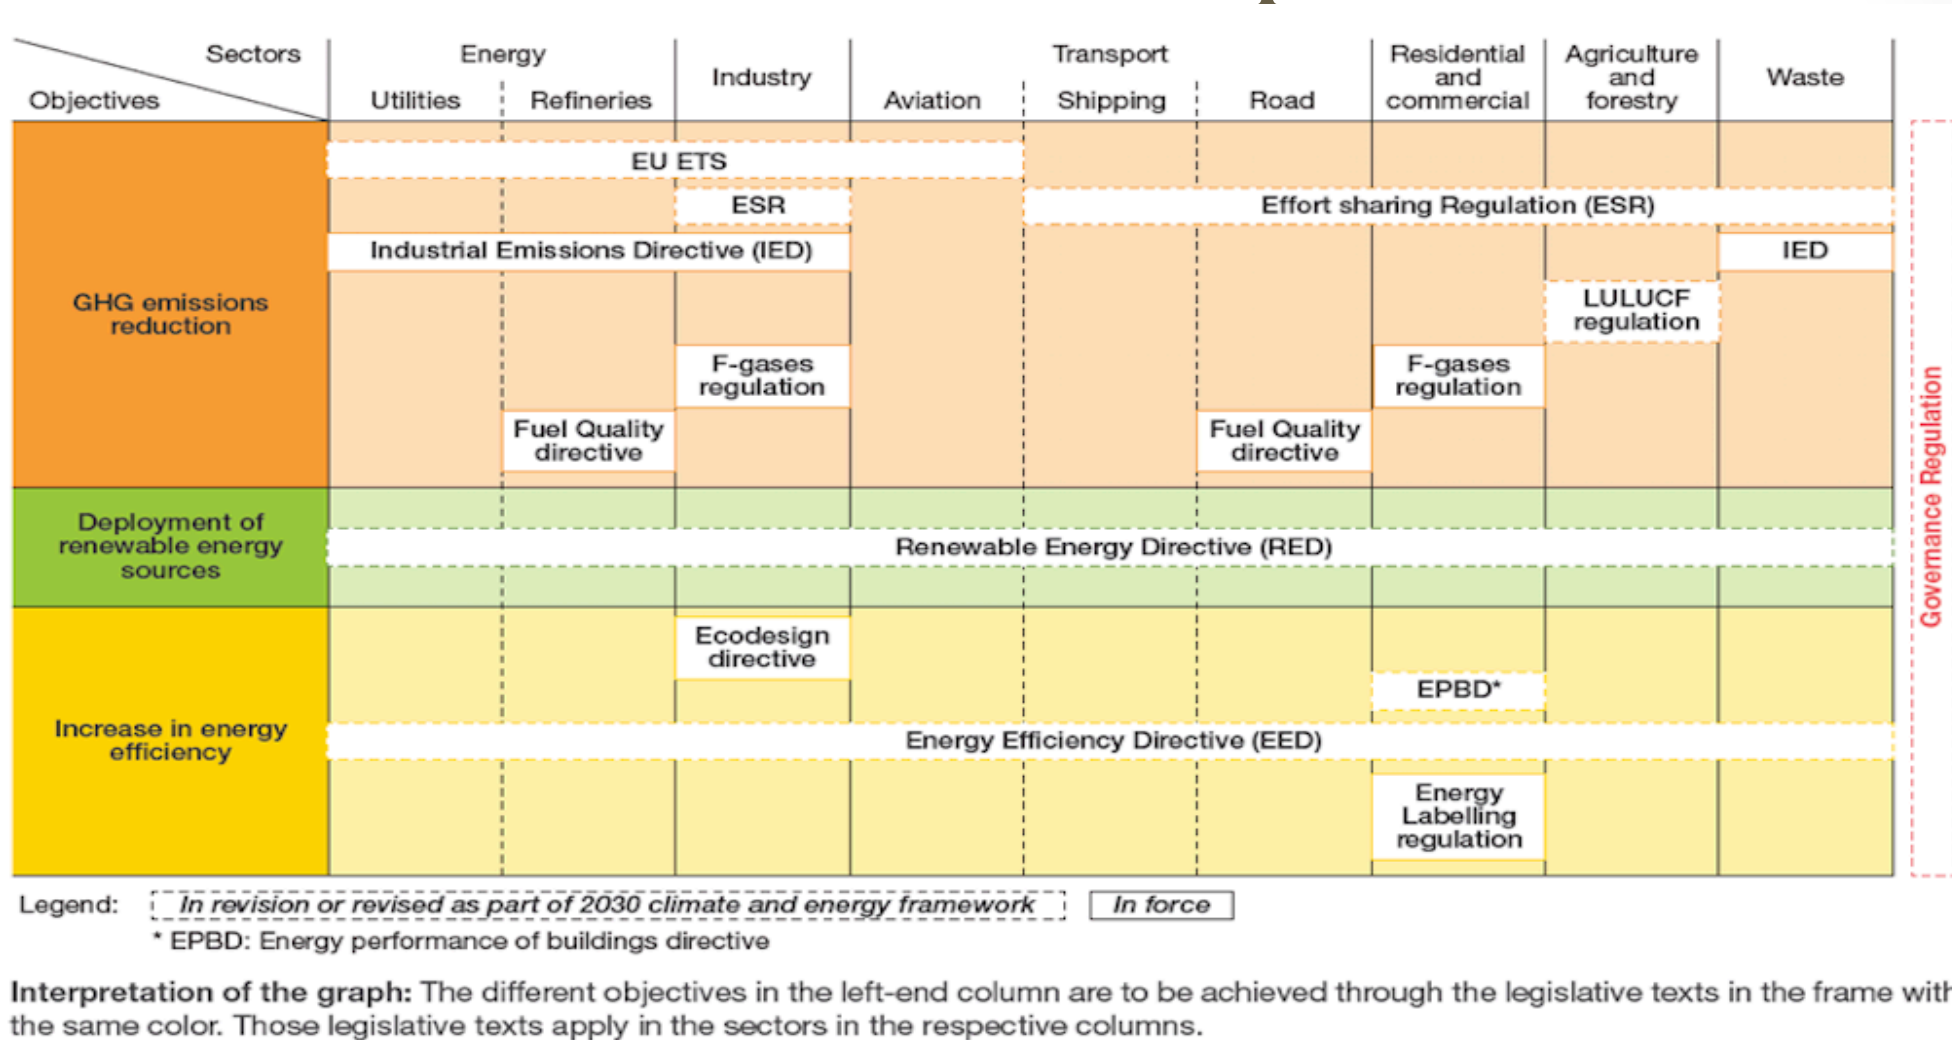 Sectors
Objectives
Energy
Utilities
Refineries
Industry
Transport
Aviation
Shipping
Road
Residential
and
commercial
Agriculture
and
forestry
Waste
GHG emissions
reduction
EU ETS
ESR
Effort sharing Regulation (ESR)
Industrial Emissions Directive (IED)
IED
LULUCF
regulation
F-gases
regulation
F-gases
regulation
Fuel Quality
directive
Fuel Quality
directive
Deployment of
renewable energy
sources
Renewable Energy Directive (RED)
Increase in energy
efficiency
Ecodesign
directive
EPBD*
Energy Efficiency Directive (EED)
Energy
Labelling
regulation
Governance Regulation
Legend: In revision or revised as part of 2030 climate and energy framework In force
* EPBD: Energy performance of buildings directive
Interpretation of the graph: The different objectives in the left-end column are to be achieved through the legislative texts in the frame with
the same color. Those legislative texts apply in the sectors in the respective columns.